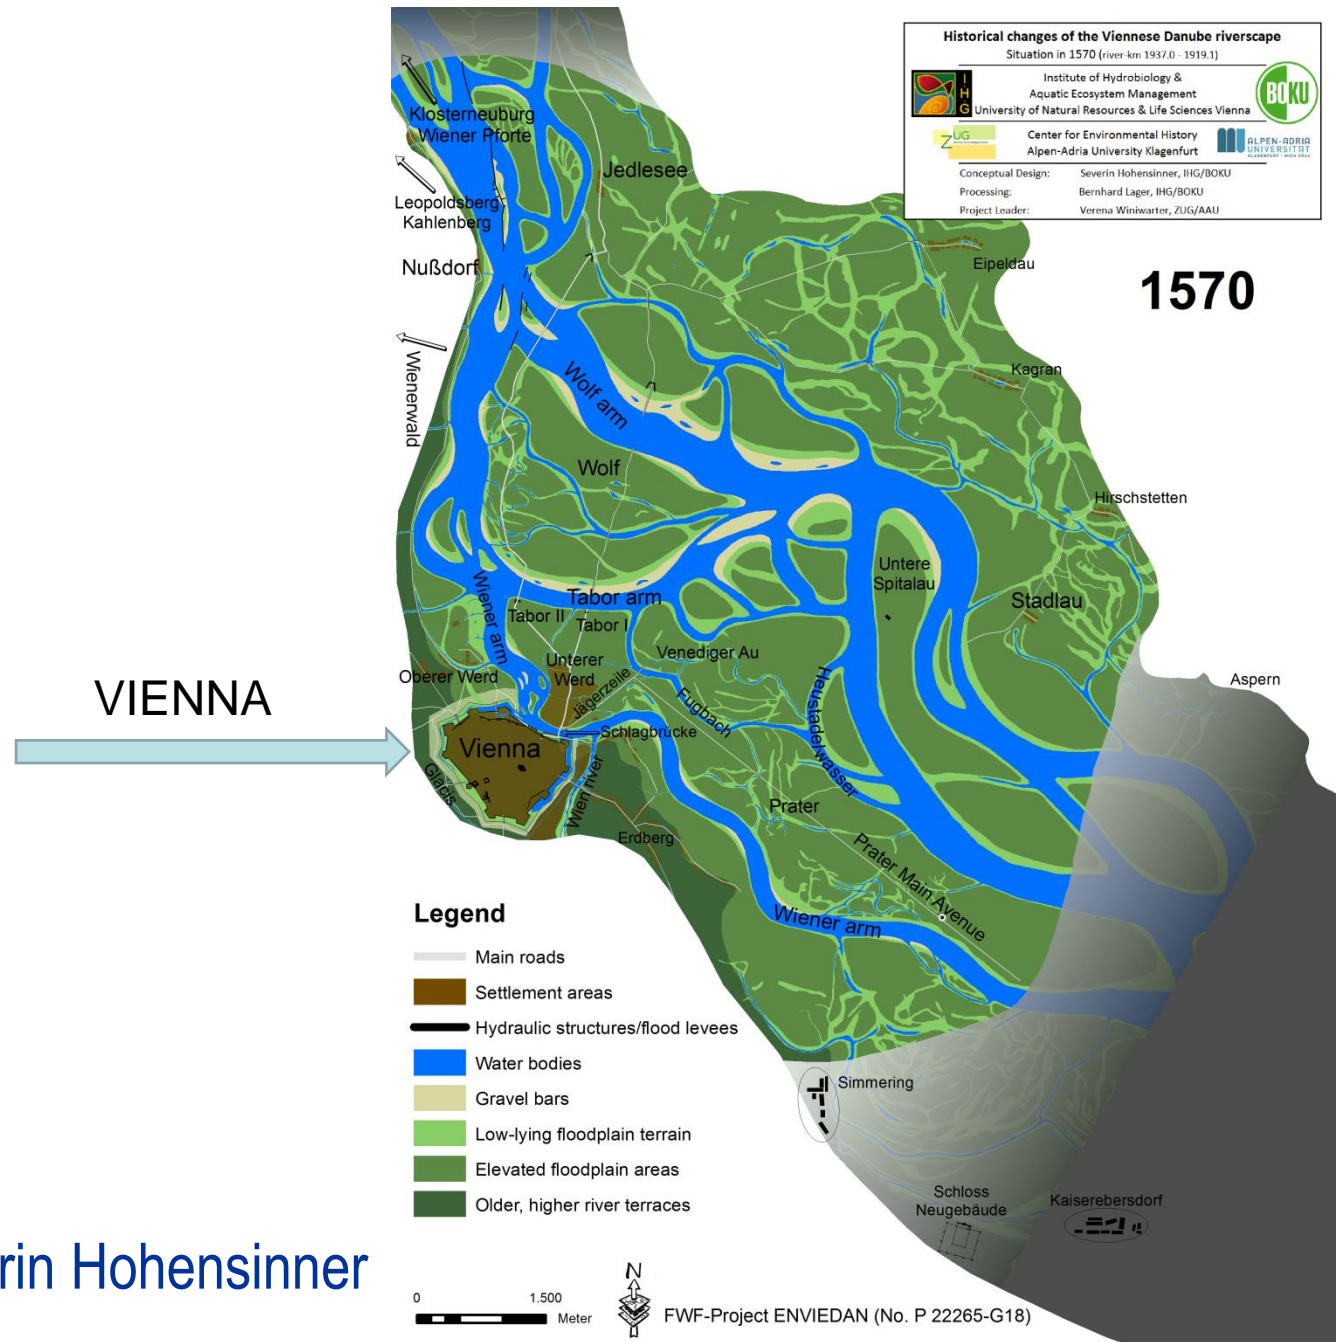 Historical changes of the Viennese Danube riverscape
Situation in 1570 (river-km 1937.0 - 1919.1)
IHG
Institute of Hydrobiology &
Aquatic Ecosystem Management
University of Natural Resources & Life Sciences Vienna
BOKU
ZUG
Center for Environmental History
Alpen-Adria University Klagenfurt
ALPEN-ADRIA
UNIVERSITÄT
Conceptual Design: Severin Hohensinner, IHG/BOKU
Processing: Bernhard Lager, IHG/BOKU
Project Leader: Verena Winiwarter, ZUG/AAU
1570
Klosterneuburg
Wiener Pforte
Jedlesee
Leopoldsberg
Kahlenberg
Nußdorf
Eipeldau
Wienerwald
Kagran
Wolf arm
Wolf
Hirschstetten
Untere
Spitalau
Stadlau
Wiener arm
Tabor arm
Tabor II
Tabor I
Oberer Werd
Unterer
Werd
Venediger Au
Aspern
Jägerzeile
Fugbach
Heustadelwasser
VIENNA
Schlagbrücke
Vienna
Glacis
Wien river
Prater
Erdberg
Prater Main Avenue
Wiener arm
Legend
Main roads
Settlement areas
Hydraulic structures/flood levees
Water bodies
Gravel bars
Low-lying floodplain terrain
Elevated floodplain areas
Older, higher river terraces
Simmering
Schloss
Neugebäude
Kaiserebersdorf
rin Hohensinner
0 1.500
Meter
N
FWF-Project ENVIEDAN (No. P 22265-G18)